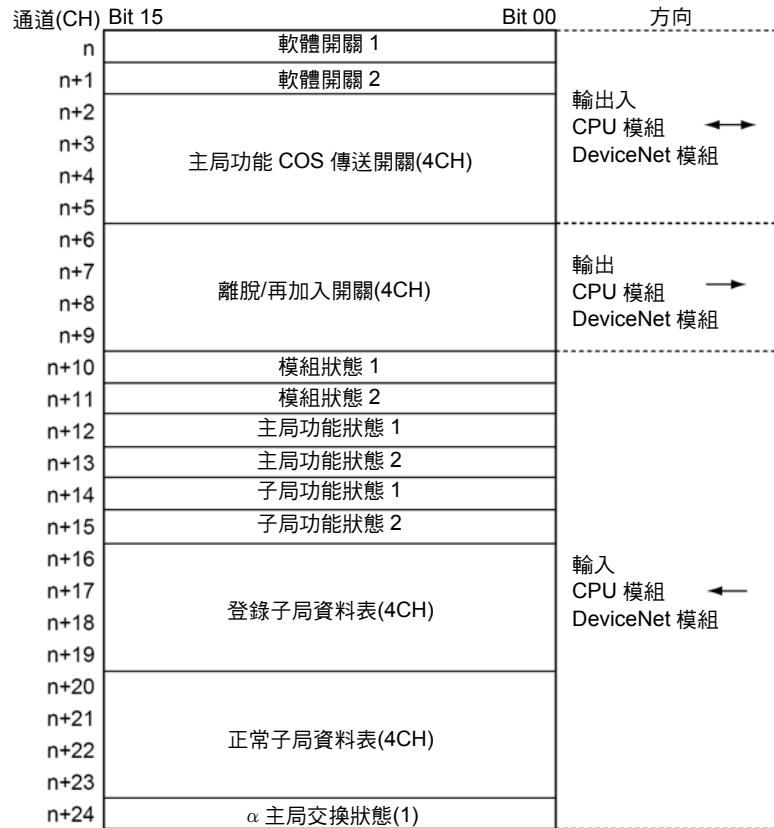 通道(CH) Bit 15 Bit 00 方向
n 軟體開關 1
n+1 軟體開關 2
n+2
n+3
n+4
n+5
主局功能 COS 傳送開關(4CH)
輸出入
CPU 模組
DeviceNet 模組
n+6
n+7
n+8
n+9
離脫/再加入開關(4CH)
輸出
CPU 模組
DeviceNet 模組
n+10 模組狀態 1
n+11 模組狀態 2
n+12 主局功能狀態 1
n+13 主局功能狀態 2
n+14 子局功能狀態 1
n+15 子局功能狀態 2
n+16
n+17
n+18
n+19
登錄子局資料表(4CH)
輸入
CPU 模組
DeviceNet 模組
n+20
n+21
n+22
n+23
正常子局資料表(4CH)
n+24 α 主局交換狀態(1)